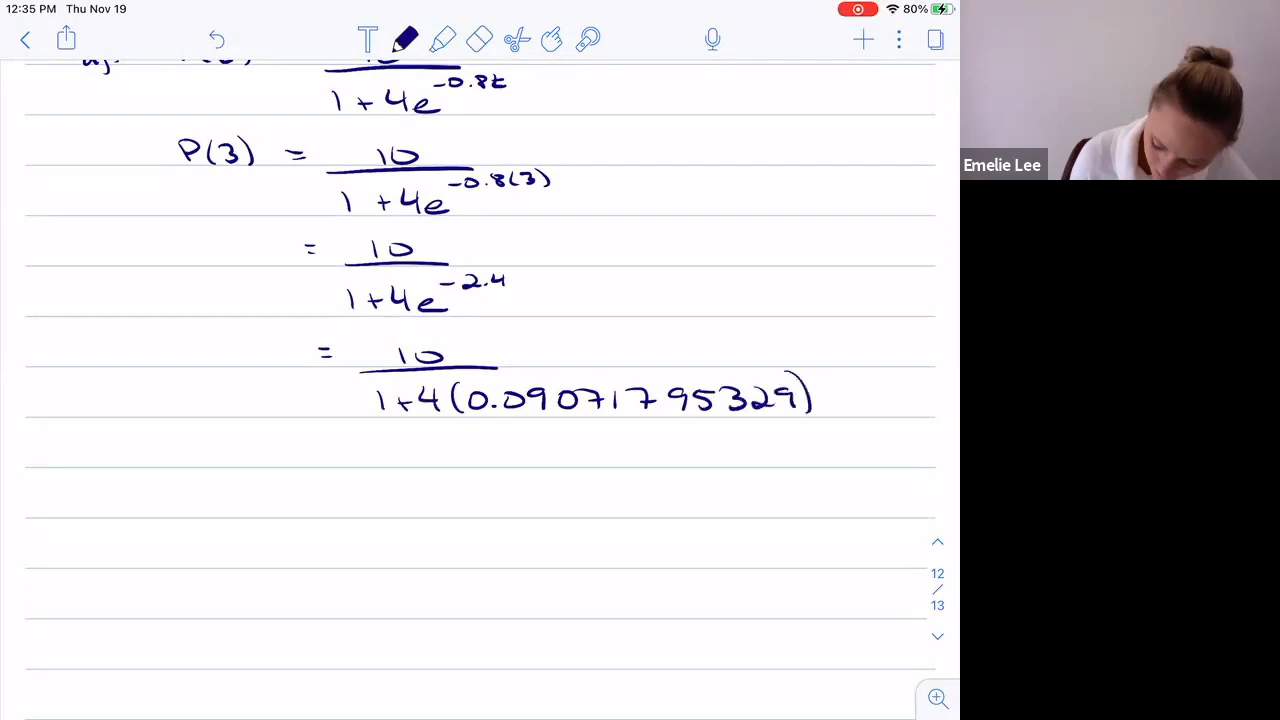 12:35 PM Thu Nov 19
80%
T
Emelie Lee
1 + 4e^-0.8t
P(3) = 10
1 + 4e^-0.8(3)
= 10
1+4e^-2.4
= 10
1+4(0.09071795329)
12
/
13